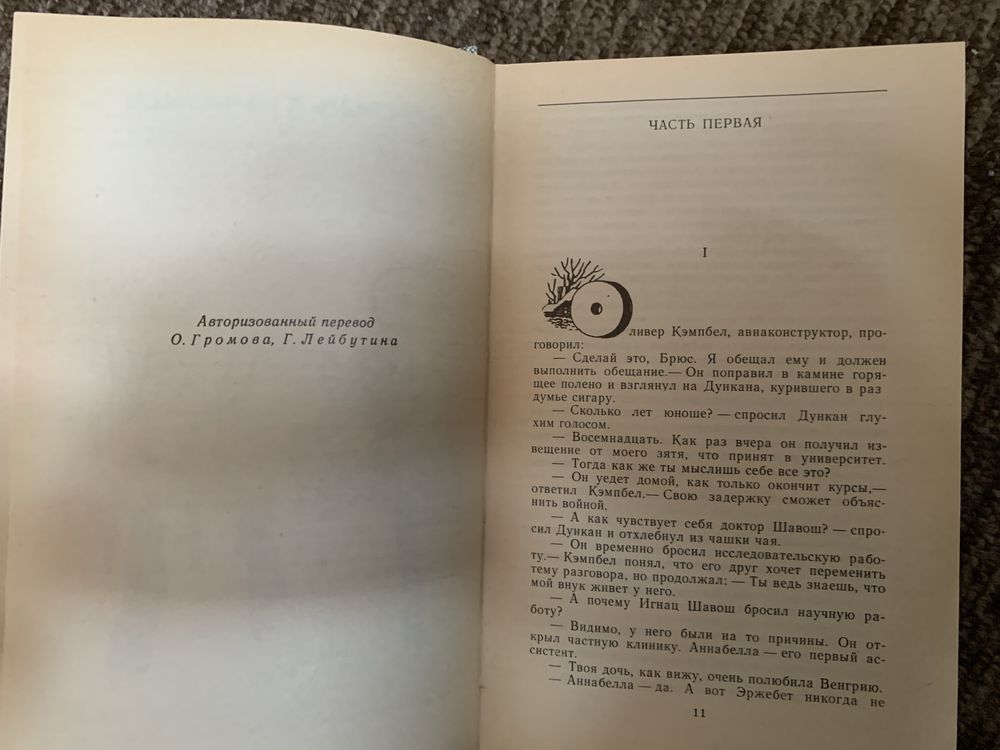 Авторизованный перевод
О. Громова, Г. Лейбутина
ЧАСТЬ ПЕРВАЯ
I
Оливер Кэмпбел, авиаконструктор, про-
говорил:
— Сделай это, Брюс. Я обещал ему и должен
выполнить обещание.— Он поправил в камине горя-
щее полено и взглянул на Дункана, курившего в раз
думье сигару.
— Сколько лет юноше? — спросил Дункан глу-
хим голосом.
— Восемнадцать. Как раз вчера он получил из-
вещение от моего зятя, что принят в университет.
— Тогда как же ты мыслишь себе все это?
— Он уедет домой, как только окончит курсы,—
ответил Кэмпбел.— Свою задержку сможет объяс-
нить войной.
— А как чувствует себя доктор Шавош? — спро-
сил Дункан и отхлебнул из чашки чая.
— Он временно бросил исследовательскую рабо-
ту.— Кэмпбел понял, что его друг хочет переменить
тему разговора, но продолжал: — Ты ведь знаешь, что
мой внук живет у него.
— А почему Игнац Шавош бросил научную ра-
боту?
— Видимо, у него были на то причины. Он от-
крыл частную клинику. Аннабелла — его первый ас-
систент.
— Твоя дочь, как вижу, очень полюбила Венгрию.
— Аннабелла — да. А вот Эржебет никогда не
11